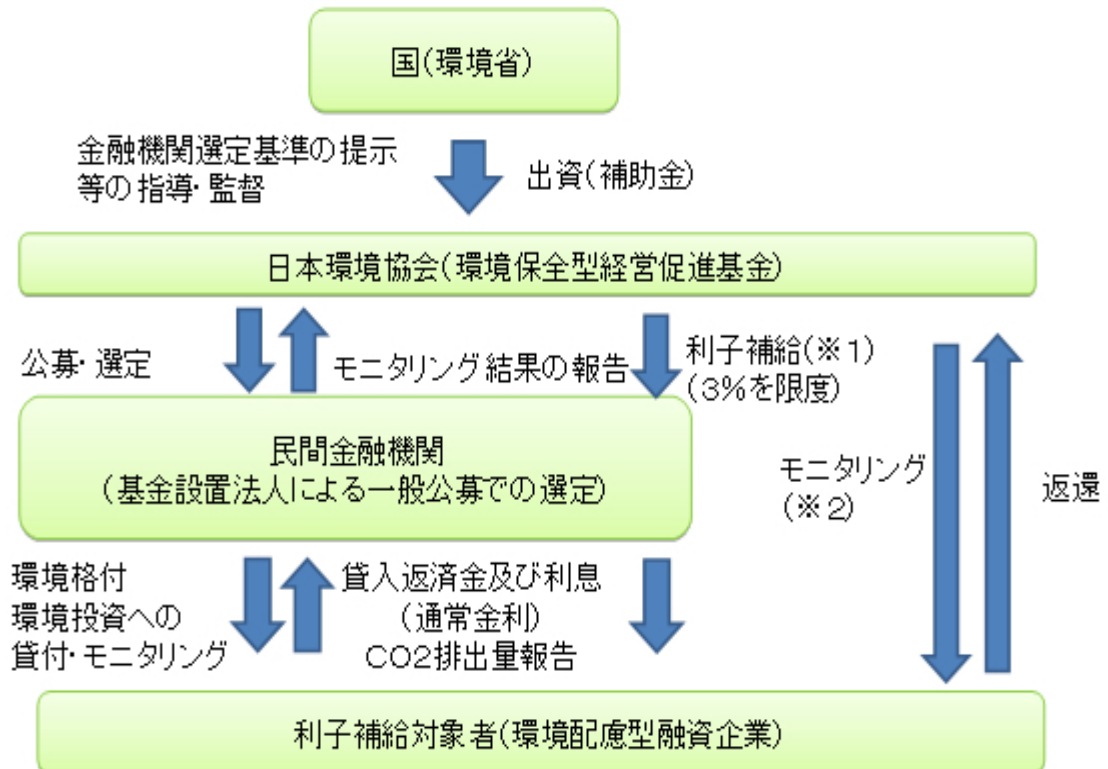 国(環境省)
金融機関選定基準の提示
等の指導・監督
出資(補助金)
日本環境協会(環境保全型経営促進基金)
公募・選定
モニタリング結果の報告
利子補給(※1)
(3%を限度)
民間金融機関
(基金設置法人による一般公募での選定)
モニタリング
(※2)
返還
環境格付
環境投資への
貸付・モニタリング
貸入返済金及び利息
(通常金利)
CO2排出量報告
利子補給対象者(環境配慮型融資企業)